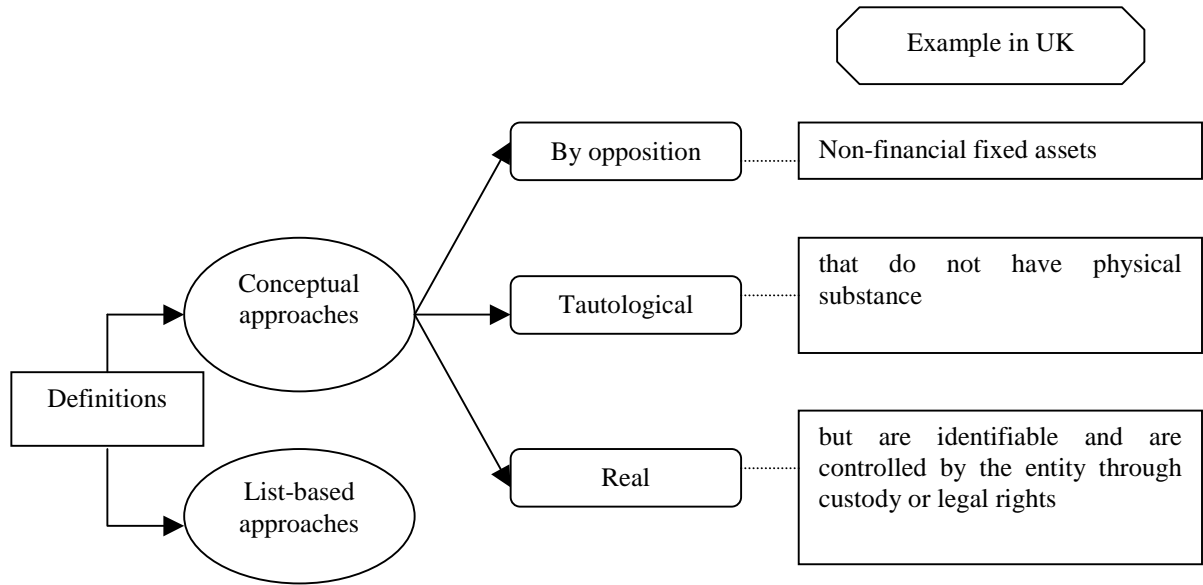 Example in UK
By opposition
Non-financial fixed assets
Conceptual
approaches
Tautological
that do not have physical
substance
Definitions
List-based
approaches
Real
but are identifiable and are
controlled by the entity through
custody or legal rights